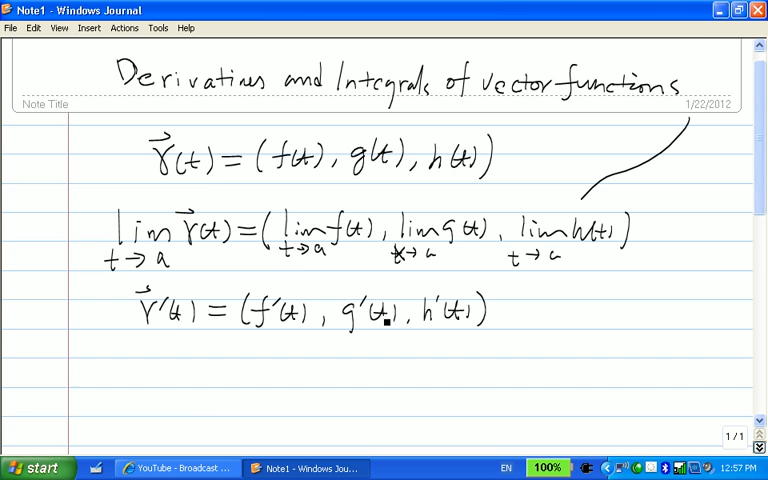 Note1 - Windows Journal
File Edit View Insert Actions Tools Help
Derivatives and Integrals of vector functions
Note Title 1/22/2012
r⃗(t) = (f(t), g(t), h(t))
lim t→a r⃗(t) = (lim t→a f(t), lim t→a g(t), lim t→a h(t))
r⃗'(t) = (f'(t), g'(t), h'(t))
1/1
start YouTube - Broadcast ... Note1 - Windows Jour... EN 100% 12:57 PM